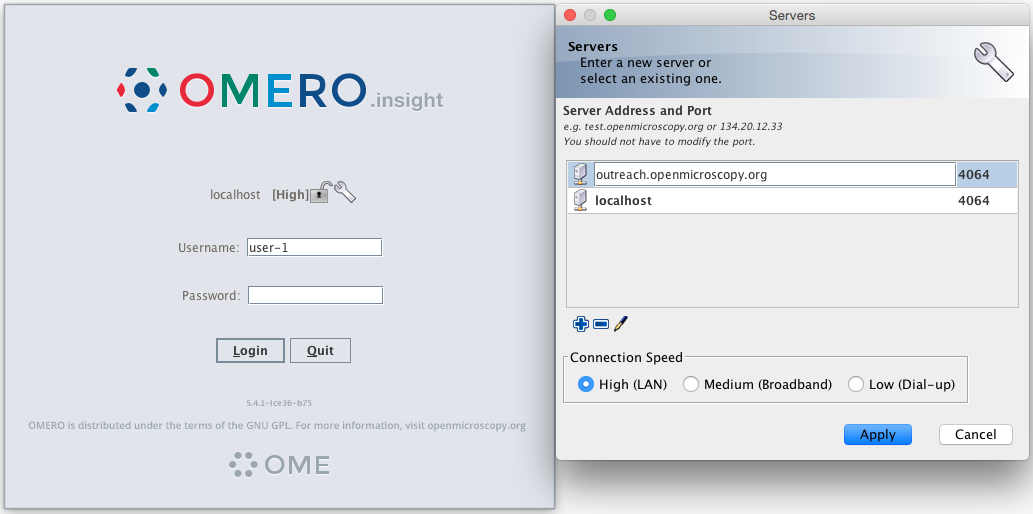 OMERO.insight
localhost [High]
Username: user-1
Password:
Login Quit
5.4.1-ice36-b75
OMERO is distributed under the terms of the GNU GPL. For more information, visit openmicroscopy.org
OME
Servers
Servers
Enter a new server or
select an existing one.
Server Address and Port
e.g. test.openmicroscopy.org or 134.20.12.33
You should not have to modify the port.
outreach.openmicroscopy.org 4064
localhost 4064
Connection Speed
High (LAN) Medium (Broadband) Low (Dial-up)
Apply Cancel